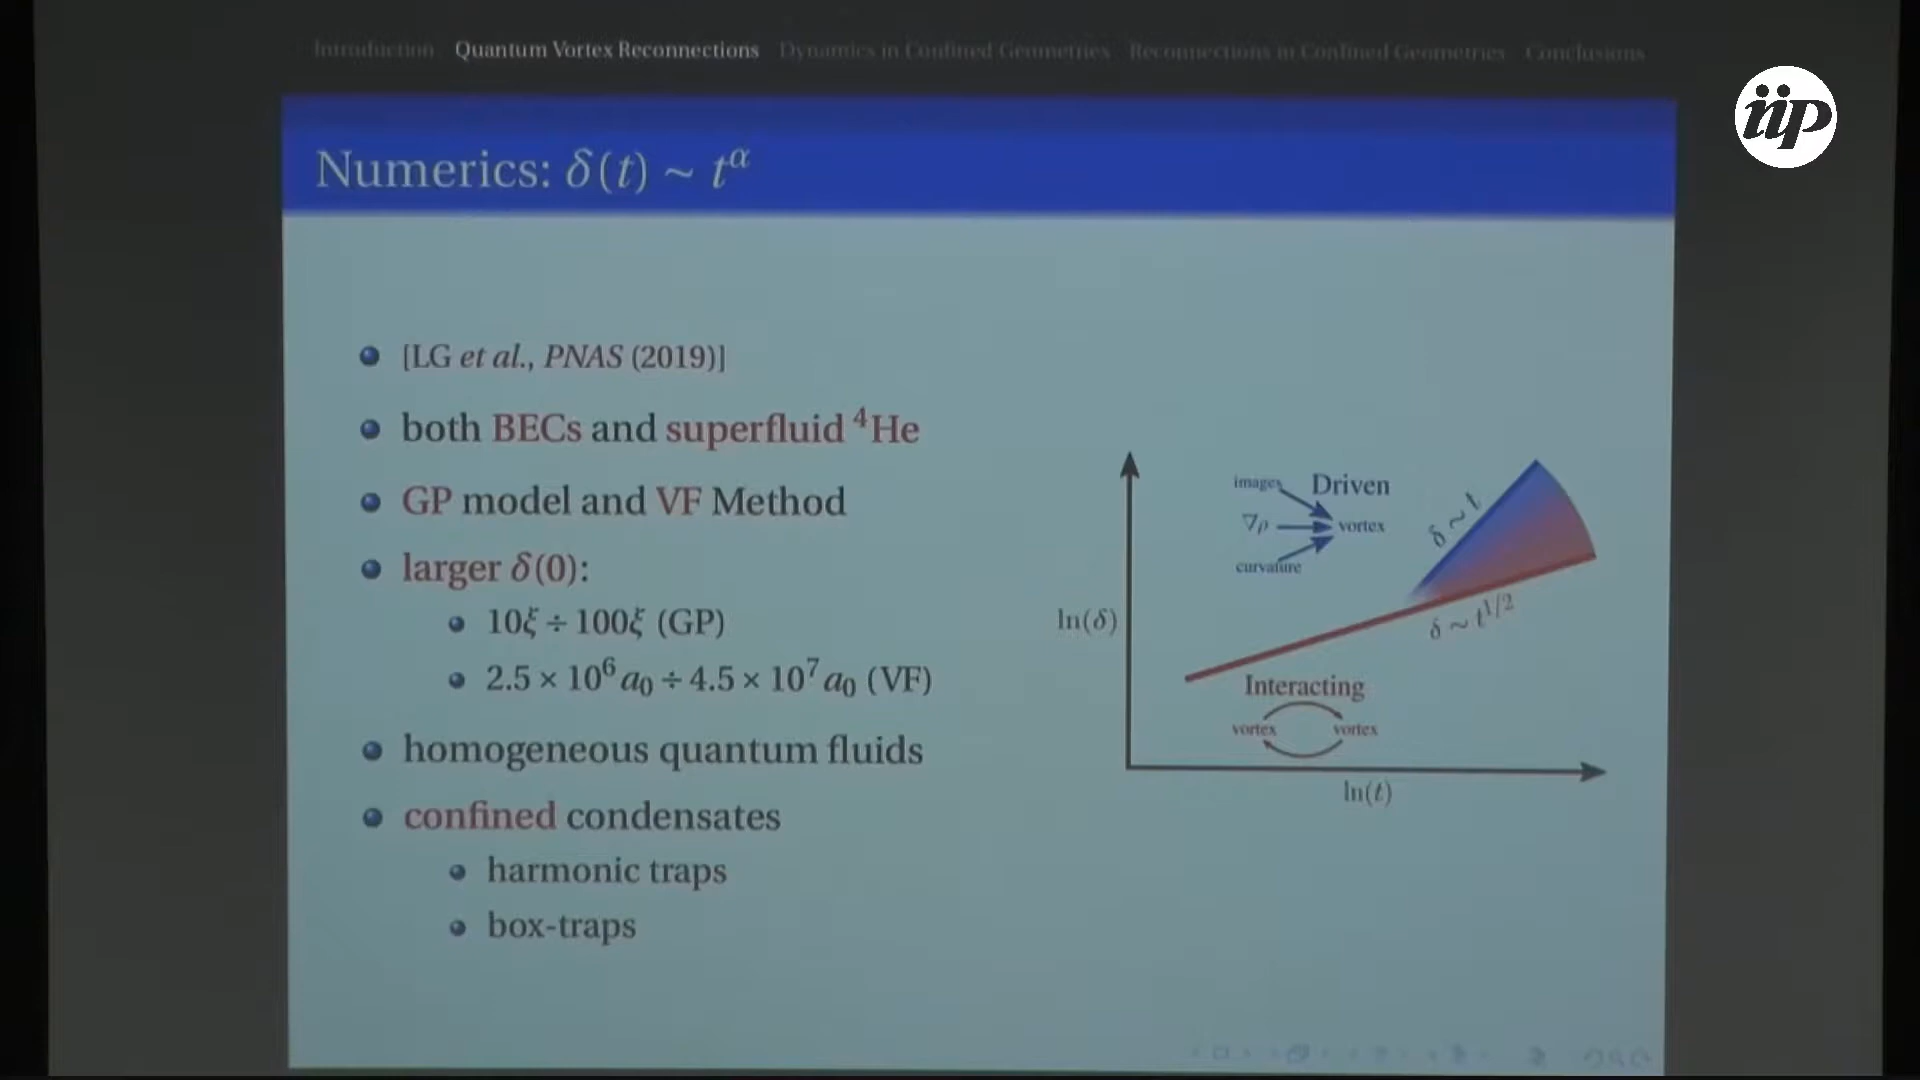 Introduction Quantum Vortex Reconnections Dynamics in Confined Geometries Reconnections in Confined Geometries Conclusions
iip
Numerics: δ(t) ~ t^α
[LG et al., PNAS (2019)]
both BECs and superfluid ⁴He
GP model and VF Method
larger δ(0):
10ξ ÷ 100ξ (GP)
2.5 × 10⁶ a₀ ÷ 4.5 × 10⁷ a₀ (VF)
homogeneous quantum fluids
confined condensates
harmonic traps
box-traps
images Driven
∇ρ vortex
curvature
δ ~ t
δ ~ t^1/2
ln(δ)
Interacting
vortex vortex
ln(t)